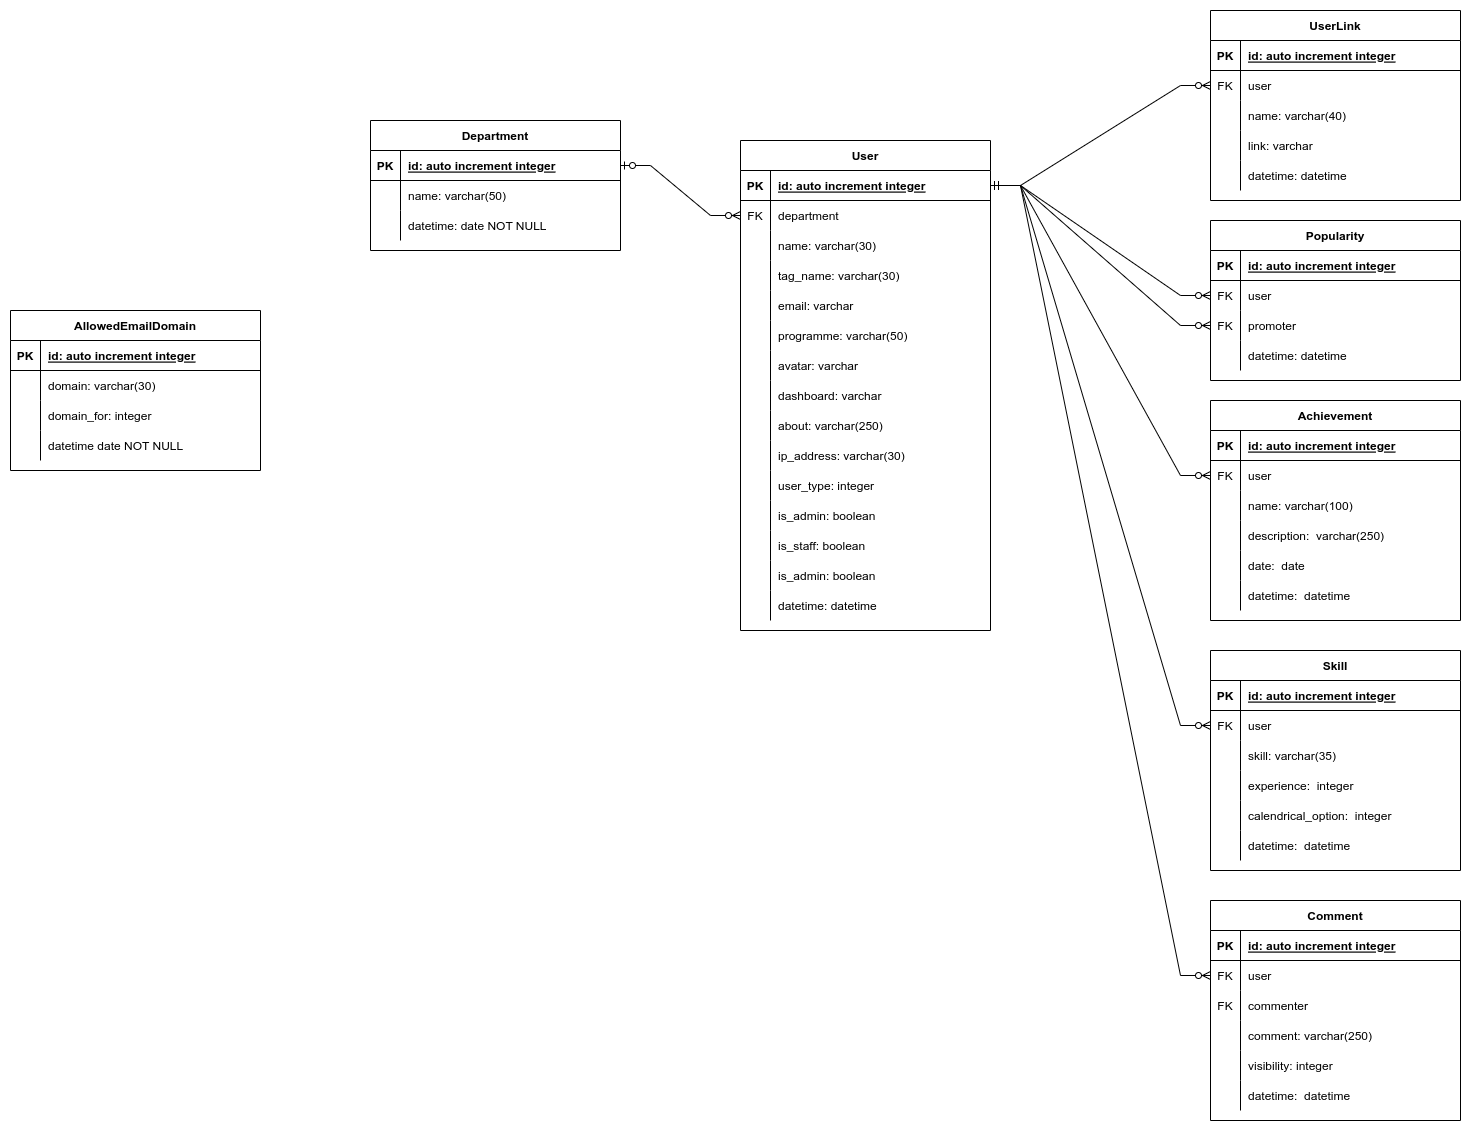 UserLink
PK id: auto increment integer
FK user
name: varchar(40)
link: varchar
datetime: datetime
Department
PK id: auto increment integer
name: varchar(50)
datetime: date NOT NULL
User
PK id: auto increment integer
FK department
name: varchar(30)
tag_name: varchar(30)
email: varchar
programme: varchar(50)
avatar: varchar
dashboard: varchar
about: varchar(250)
ip_address: varchar(30)
user_type: integer
is_admin: boolean
is_staff: boolean
is_admin: boolean
datetime: datetime
Popularity
PK id: auto increment integer
FK user
FK promoter
datetime: datetime
AllowedEmailDomain
PK id: auto increment integer
domain: varchar(30)
domain_for: integer
datetime date NOT NULL
Achievement
PK id: auto increment integer
FK user
name: varchar(100)
description: varchar(250)
date: date
datetime: datetime
Skill
PK id: auto increment integer
FK user
skill: varchar(35)
experience: integer
calendrical_option: integer
datetime: datetime
Comment
PK id: auto increment integer
FK user
FK commenter
comment: varchar(250)
visibility: integer
datetime: datetime